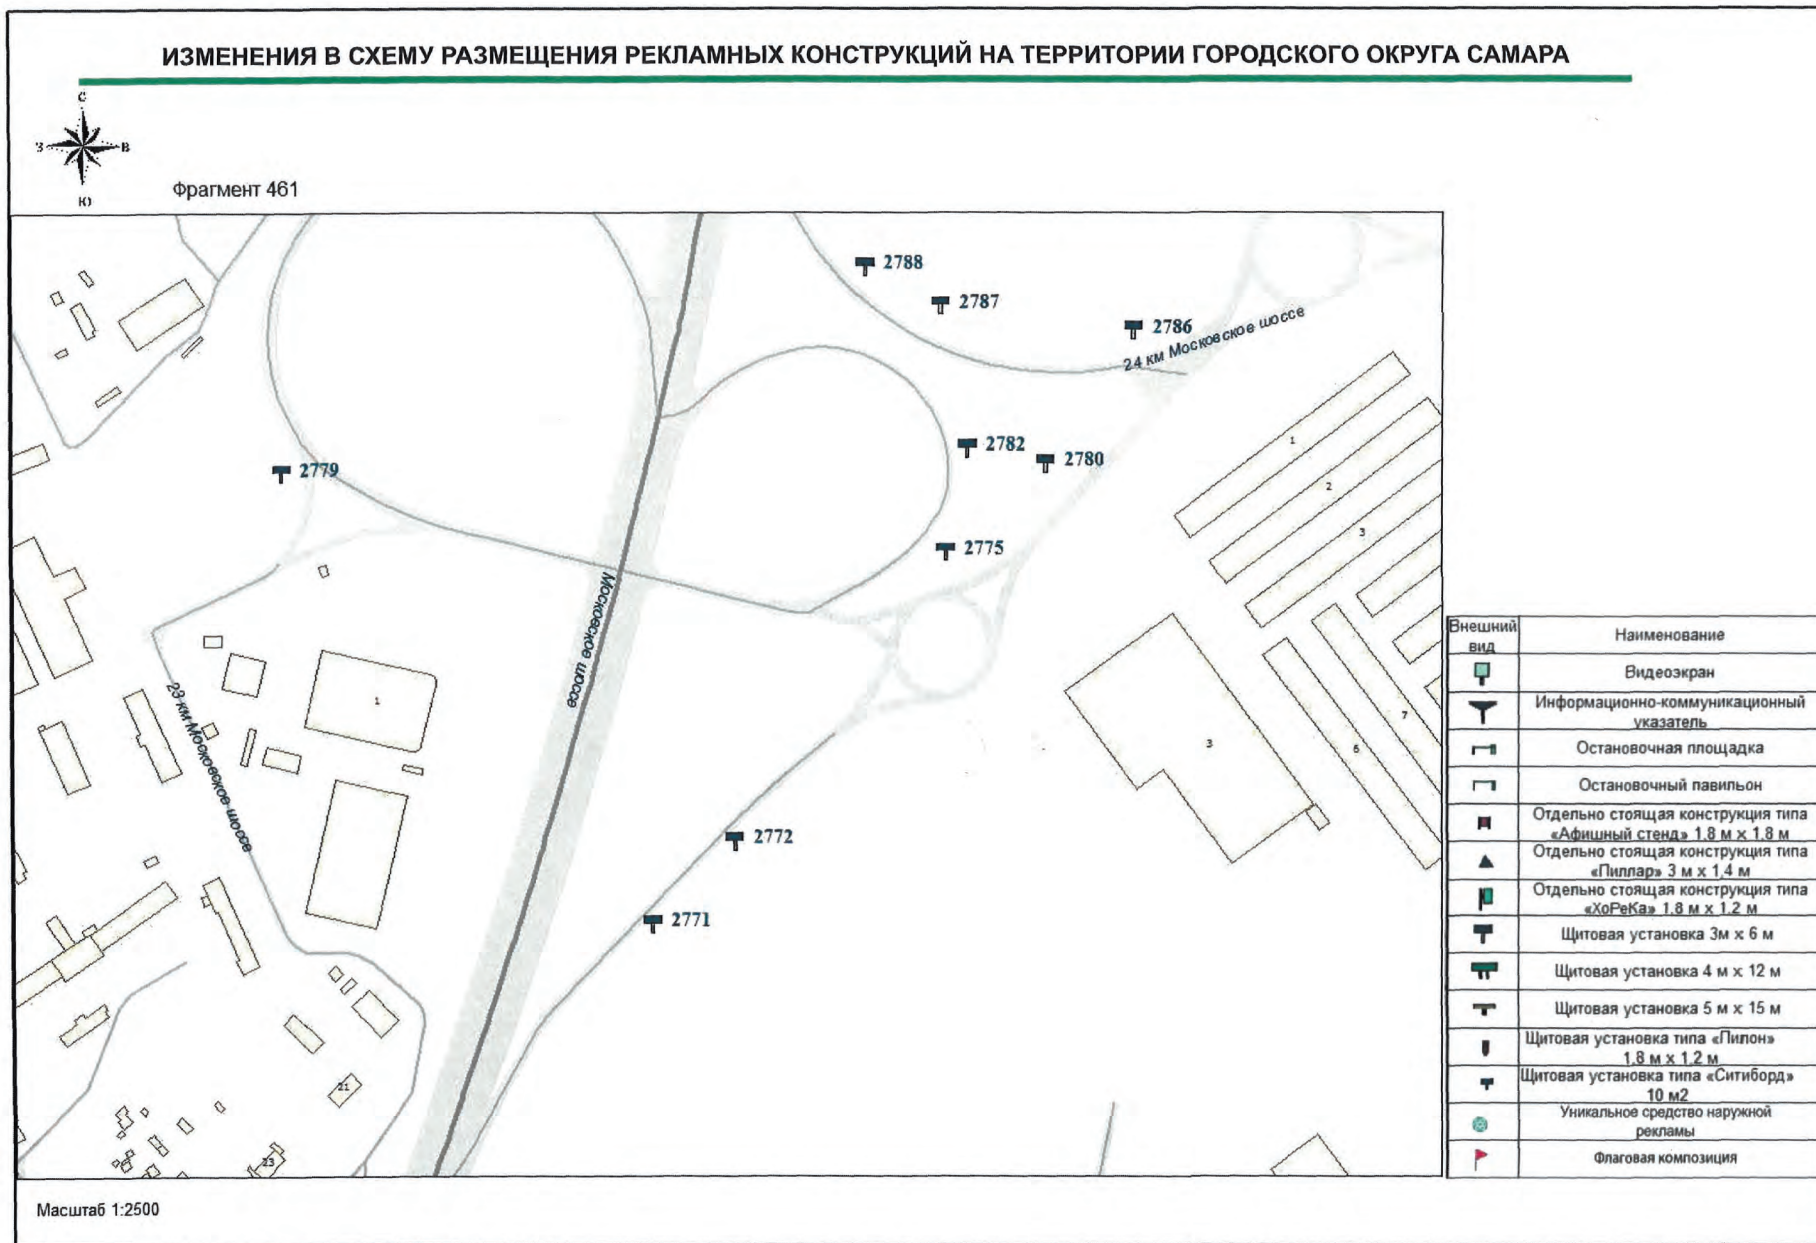 ИЗМЕНЕНИЯ В СХЕМУ РАЗМЕЩЕНИЯ РЕКЛАМНЫХ КОНСТРУКЦИЙ НА ТЕРРИТОРИИ ГОРОДСКОГО ОКРУГА САМАРА
С
З
В
Ю
Фрагмент 461
2788
2787
2786
24 км Московское шоссе
2782
2780
2779
2775
1
2
3
Московское шоссе
23 км Московское шоссе
1
3
7
6
2772
2771
21
23
Внешний
вид
Наименование
Видеоэкран
Информационно-коммуникационный
указатель
Остановочная площадка
Остановочный павильон
Отдельно стоящая конструкция типа
«Афишный стенд» 1.8 м х 1.8 м
Отдельно стоящая конструкция типа
«Пиллар» 3 м х 1,4 м
Отдельно стоящая конструкция типа
«ХоРеКа» 1.8 м х 1.2 м
Щитовая установка 3м х 6 м
Щитовая установка 4 м х 12 м
Щитовая установка 5 м х 15 м
Щитовая установка типа «Пилон»
1.8 м х 1.2 м
Щитовая установка типа «Ситиборд»
10 м2
Уникальное средство наружной
рекламы
Флаговая композиция
Масштаб 1:2500